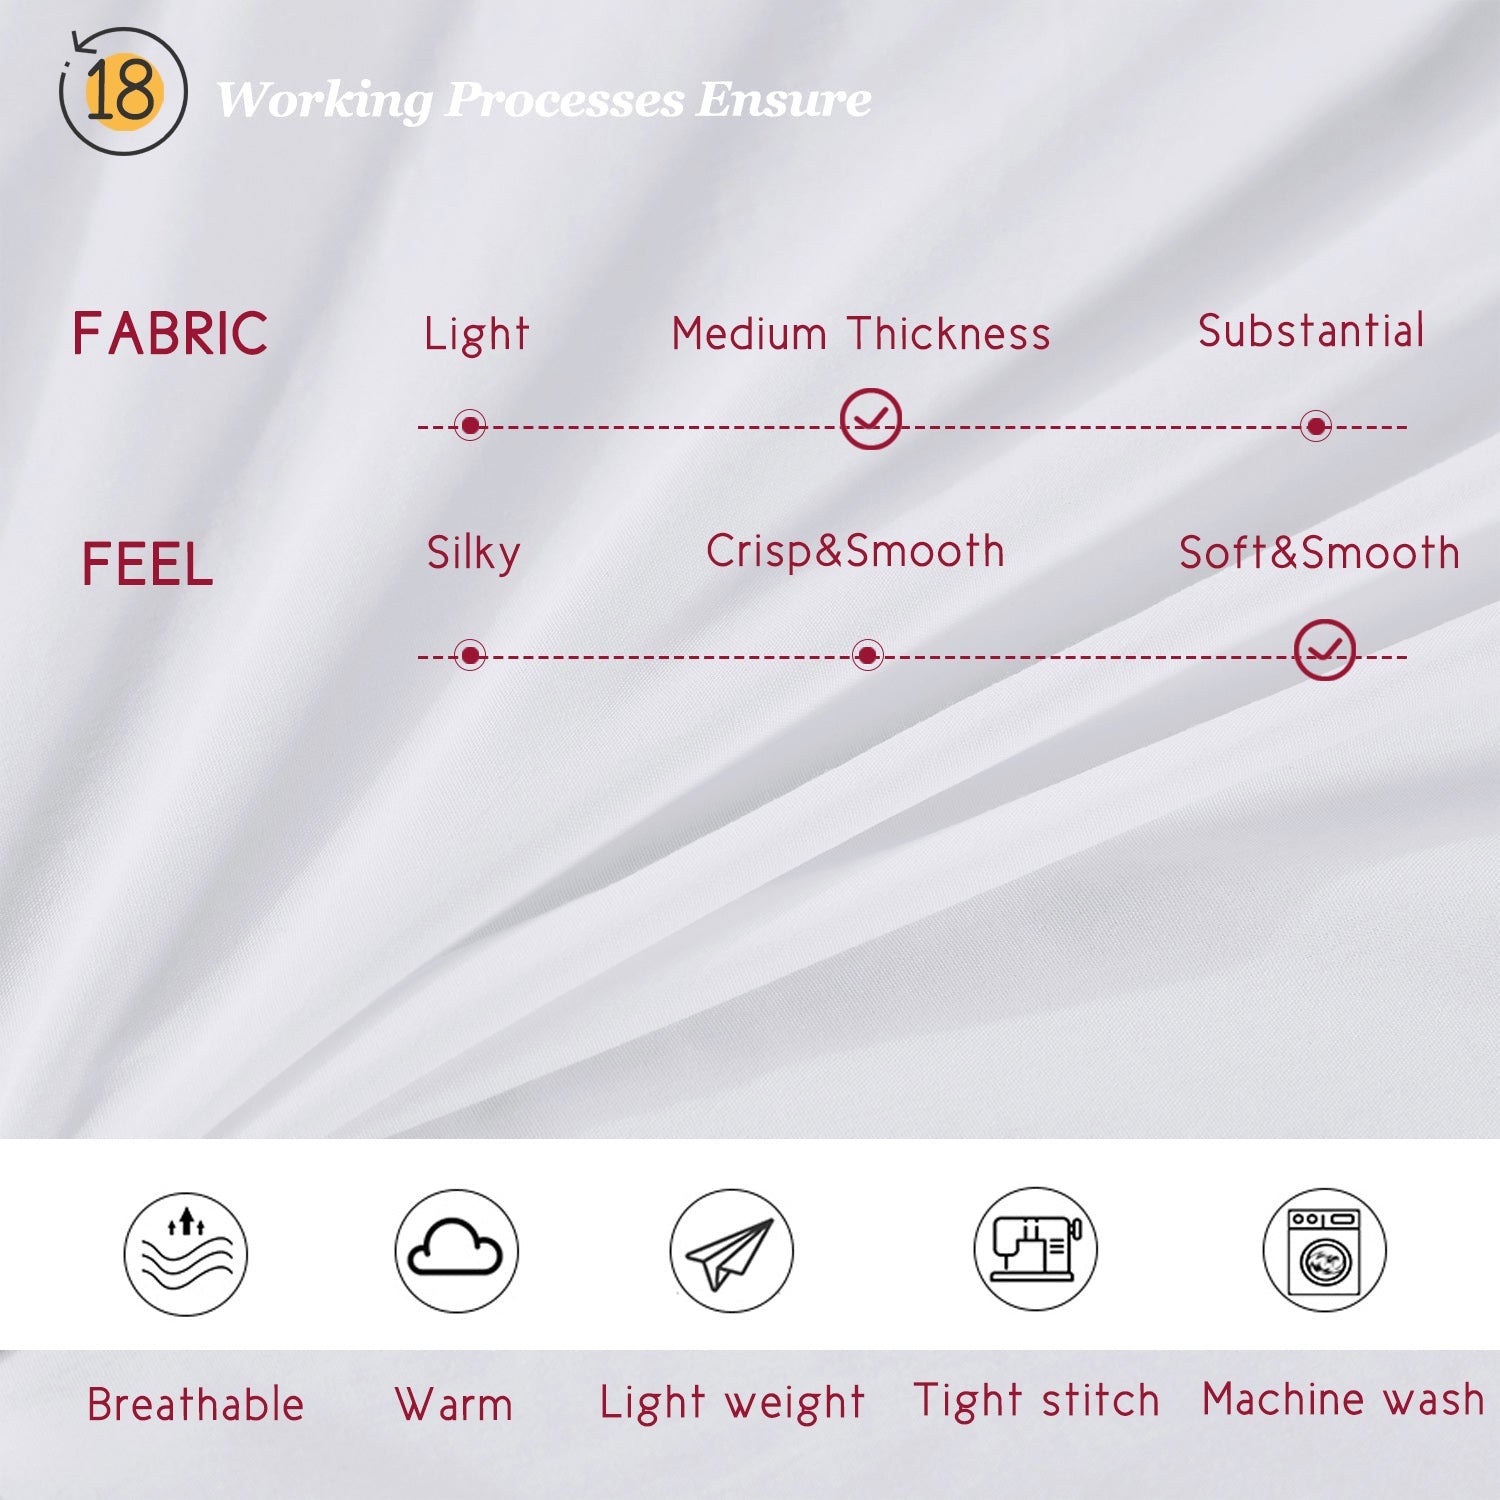 18 Working Processes Ensure
FABRIC Light Medium Thickness Substantial
FEEL Silky Crisp&Smooth Soft&Smooth
Breathable Warm Light weight Tight stitch Machine wash